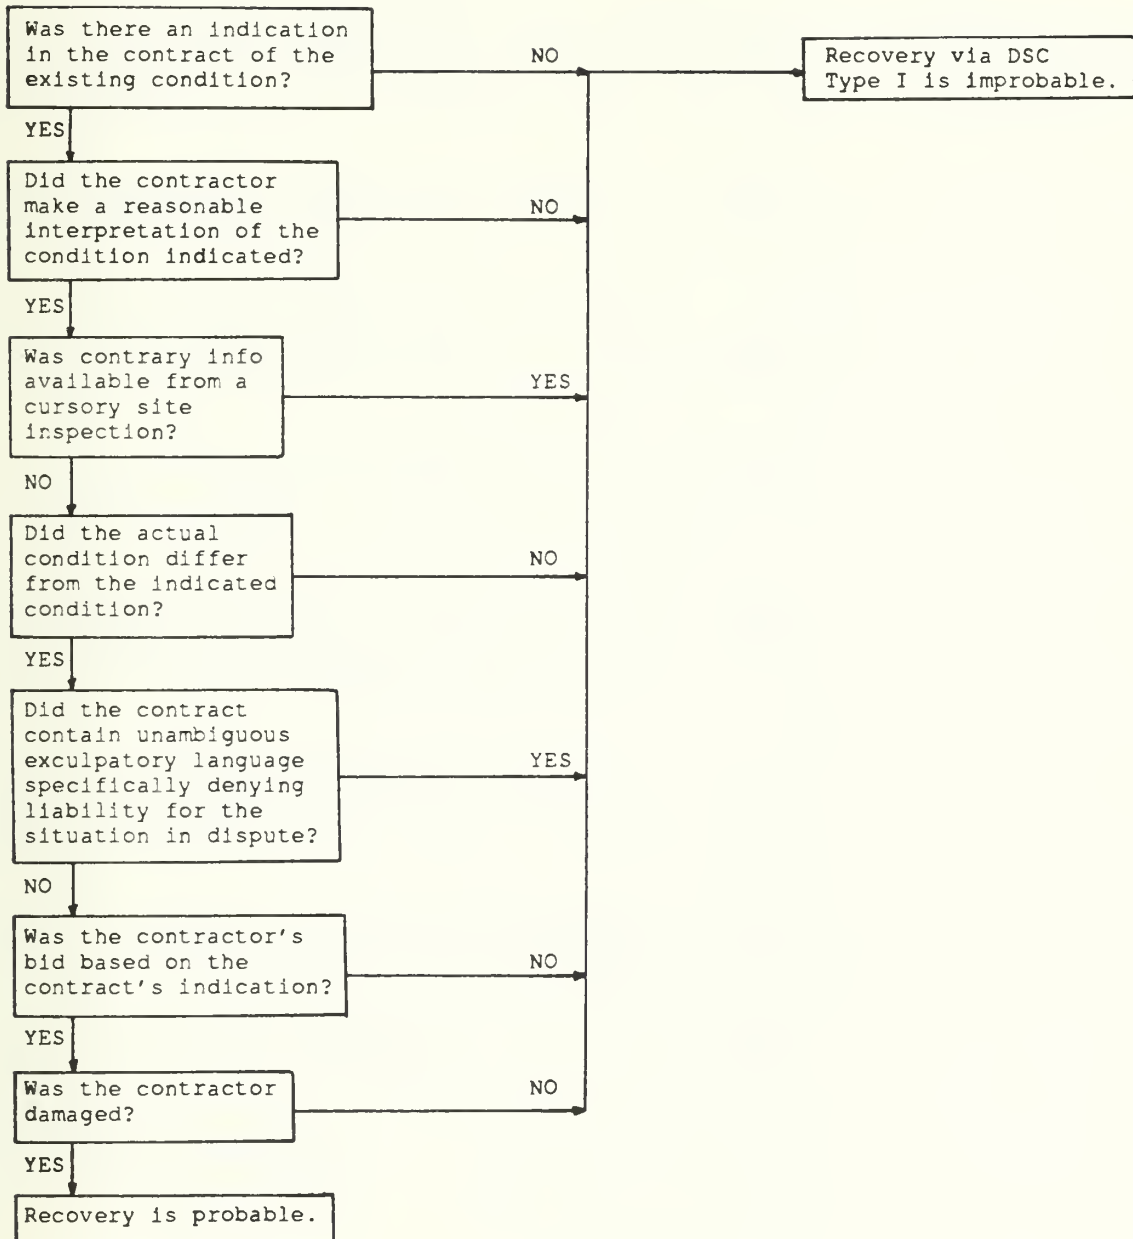 Was there an indication
in the contract of the
existing condition?
NO
Recovery via DSC
Type I is improbable.
YES
Did the contractor
make a reasonable
interpretation of the
condition indicated?
NO
YES
Was contrary info
available from a
cursory site
inspection?
YES
NO
Did the actual
condition differ
from the indicated
condition?
NO
YES
Did the contract
contain unambiguous
exculpatory language
specifically denying
liability for the
situation in dispute?
YES
NO
Was the contractor's
bid based on the
contract's indication?
NO
YES
Was the contractor
damaged?
NO
YES
Recovery is probable.